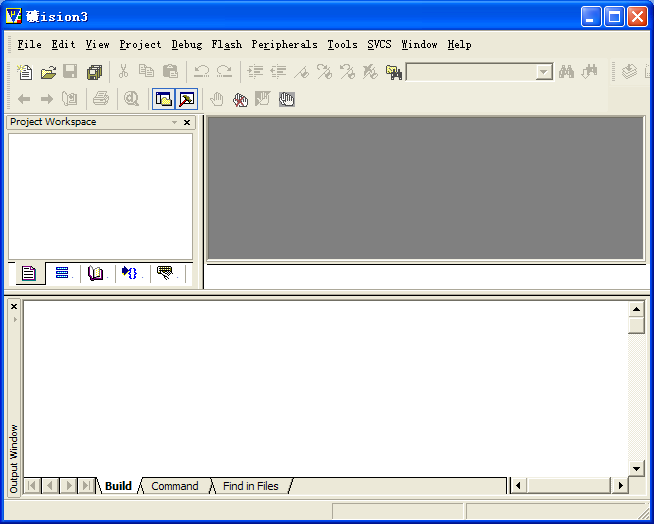 礦ision3
File Edit View Project Debug Flash Peripherals Tools SVCS Window Help
Project Workspace
Output Window
Build Command Find in Files